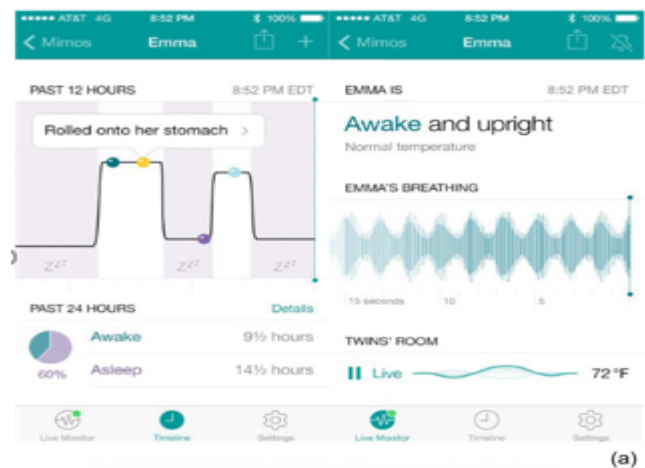 AT&T 4G 8:52 PM 100%
Mimos Emma
PAST 12 HOURS 8:52 PM EDT
Rolled onto her stomach
Zzz Zzz Zzz
PAST 24 HOURS Details
Awake 9½ hours
60% Asleep 14½ hours
Live Monitor Timeline Settings
AT&T 4G 8:52 PM 100%
Mimos Emma
EMMA IS 8:52 PM EDT
Awake and upright
Normal temperature
EMMA'S BREATHING
15 seconds 10 5
TWINS' ROOM
Live 72°F
Live Monitor Timeline Settings
(a)